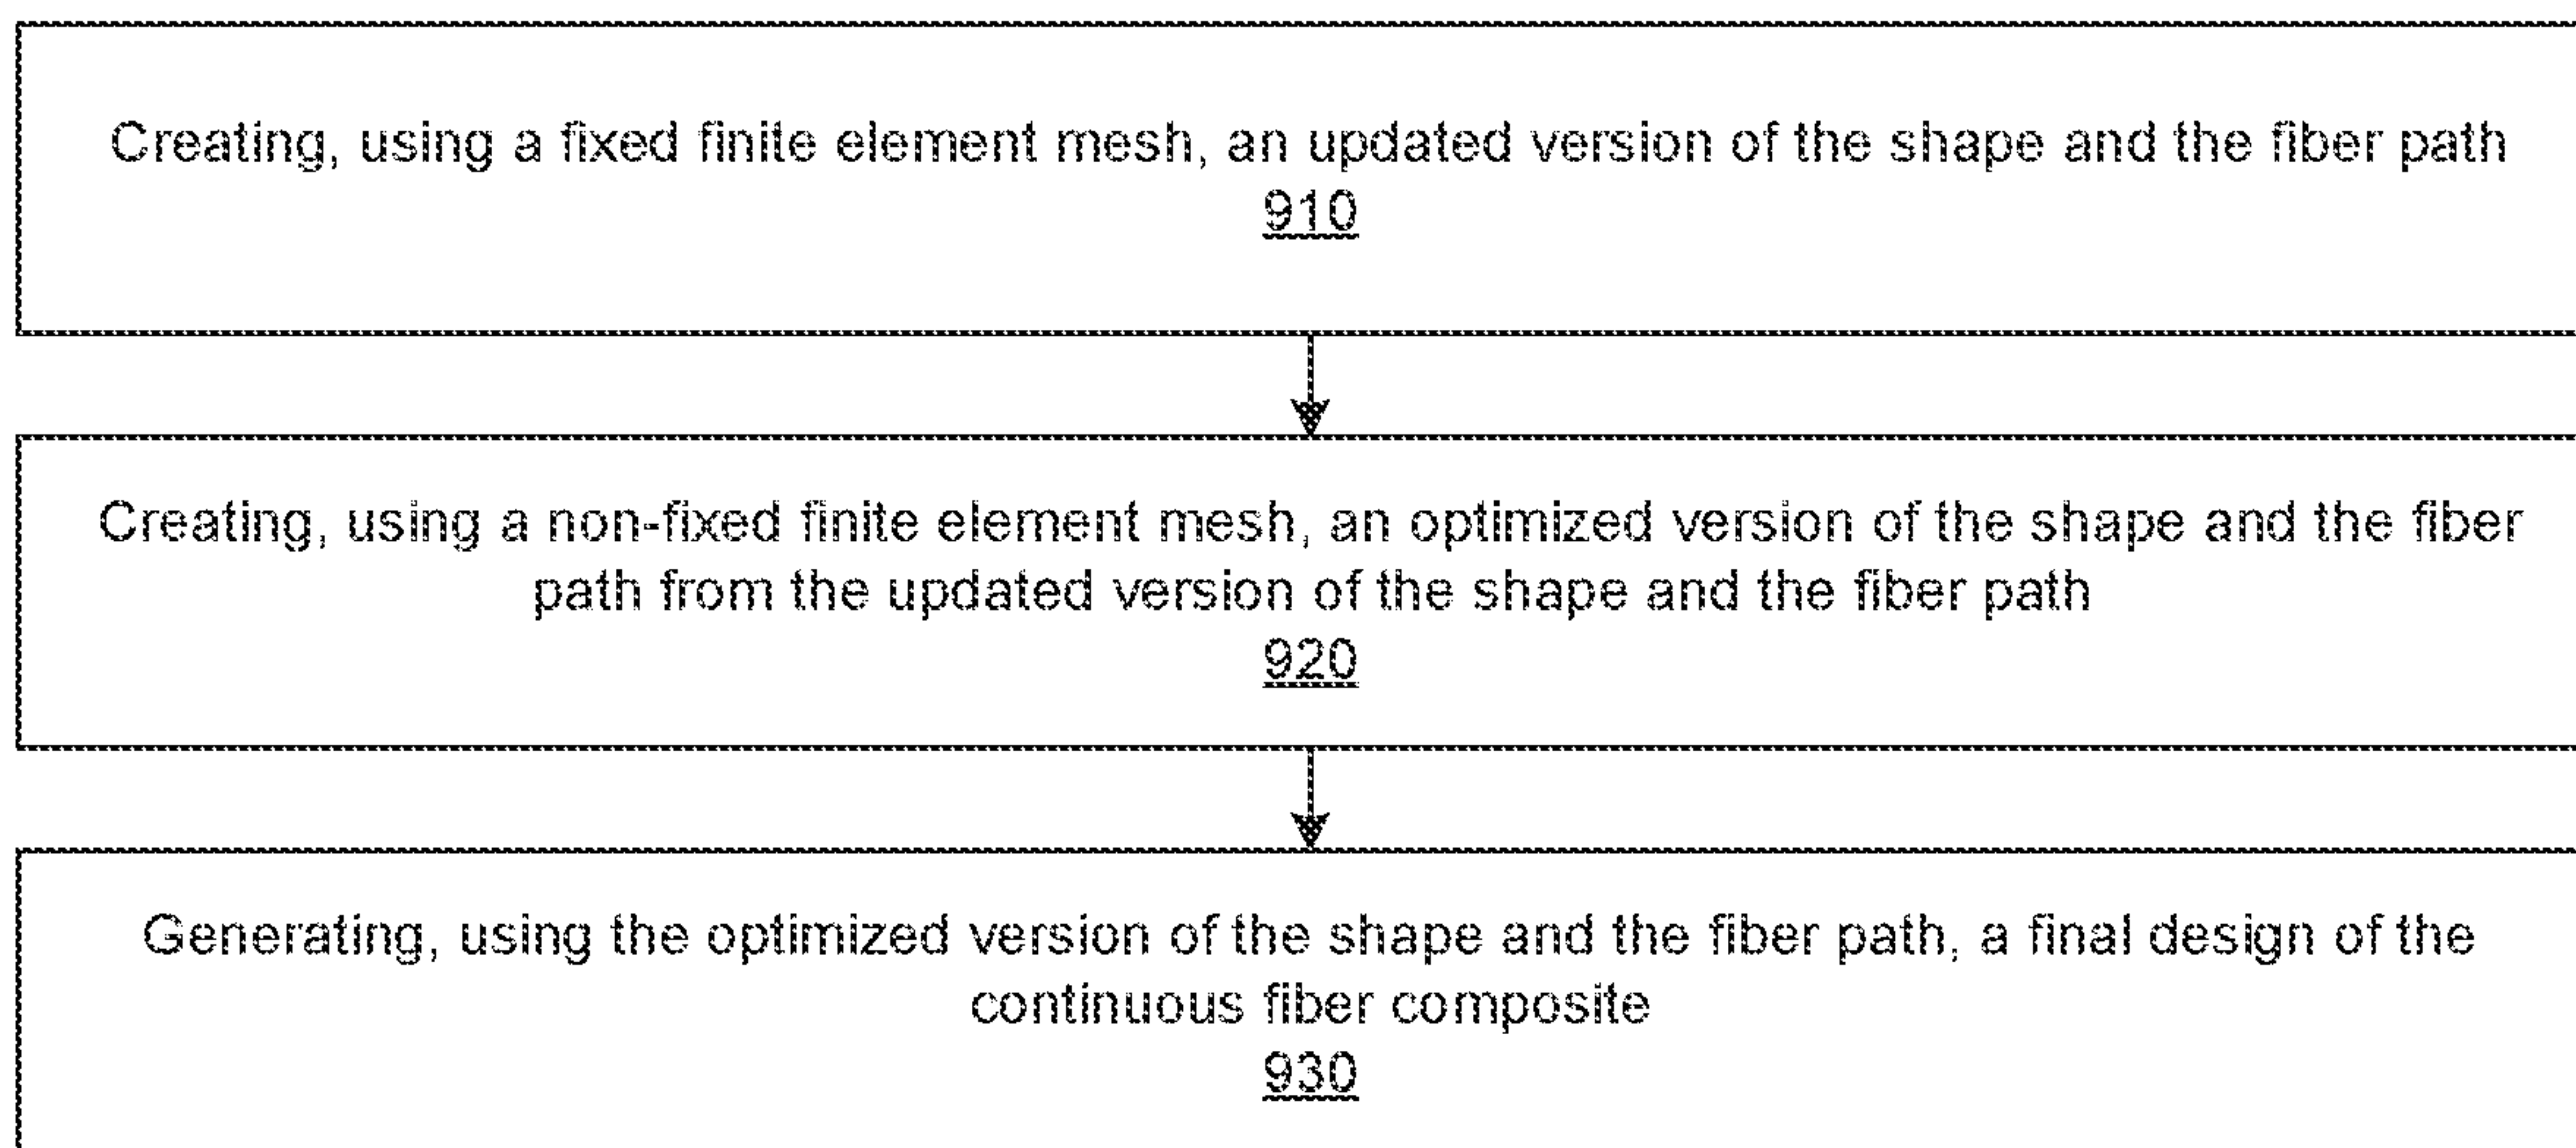 Creating, using a fixed finite element mesh, an updated version of the shape and the fiber path
910
Creating, using a non-fixed finite element mesh, an optimized version of the shape and the fiber
path from the updated version of the shape and the fiber path
920
Generating, using the optimized version of the shape and the fiber path, a final design of the
continuous fiber composite
930